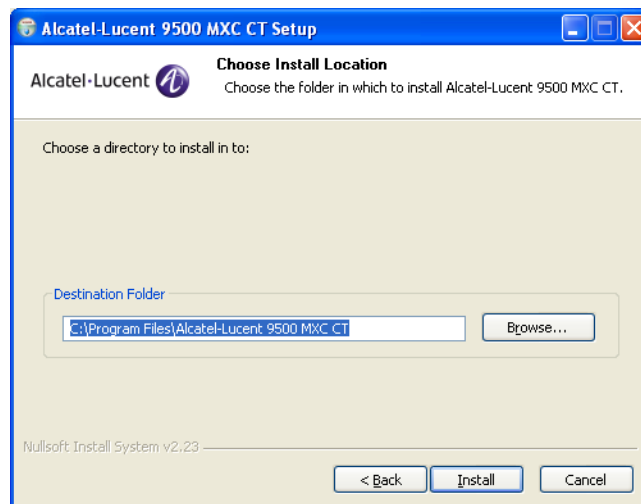 Alcatel-Lucent 9500 MXC CT Setup
Alcatel·Lucent
Choose Install Location
Choose the folder in which to install Alcatel-Lucent 9500 MXC CT.
Choose a directory to install in to:
Destination Folder
C:\Program Files\Alcatel-Lucent 9500 MXC CT
Browse...
Nullsoft Install System v2.23
< Back
Install
Cancel